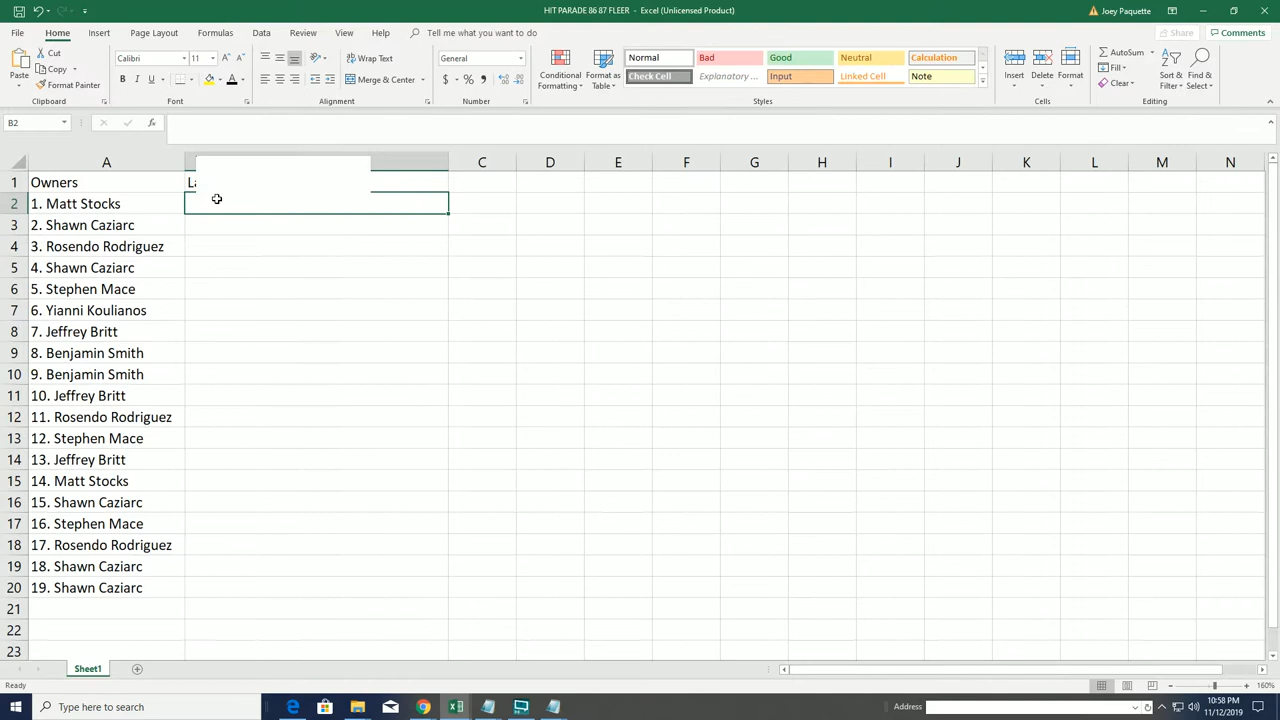 HIT PARADE 86 87 FLEER - Excel (Unlicensed Product)
Joey Paquette
File Home Insert Page Layout Formulas Data Review View Help Tell me what you want to do
Share Comments
Paste
Cut
Copy
Format Painter
Clipboard
Calibri 11
B I U
Font
Wrap Text
Merge & Center
Alignment
General
$ % ,
Number
Conditional Formatting
Format as Table
Normal Bad Good Neutral Calculation
Check Cell Explanatory ... Input Linked Cell Note
Styles
Insert Delete Format
Cells
AutoSum
Fill
Clear
Sort & Filter
Find & Select
Editing
B2
fx
A C D E F G H I J K L M N
1 Owners
2 1. Matt Stocks
3 2. Shawn Caziarc
4 3. Rosendo Rodriguez
5 4. Shawn Caziarc
6 5. Stephen Mace
7 6. Yianni Koulianos
8 7. Jeffrey Britt
9 8. Benjamin Smith
10 9. Benjamin Smith
11 10. Jeffrey Britt
12 11. Rosendo Rodriguez
13 12. Stephen Mace
14 13. Jeffrey Britt
15 14. Matt Stocks
16 15. Shawn Caziarc
17 16. Stephen Mace
18 17. Rosendo Rodriguez
19 18. Shawn Caziarc
20 19. Shawn Caziarc
21
22
23
Sheet1
Ready
160%
Type here to search
Address
10:58 PM
11/12/2019